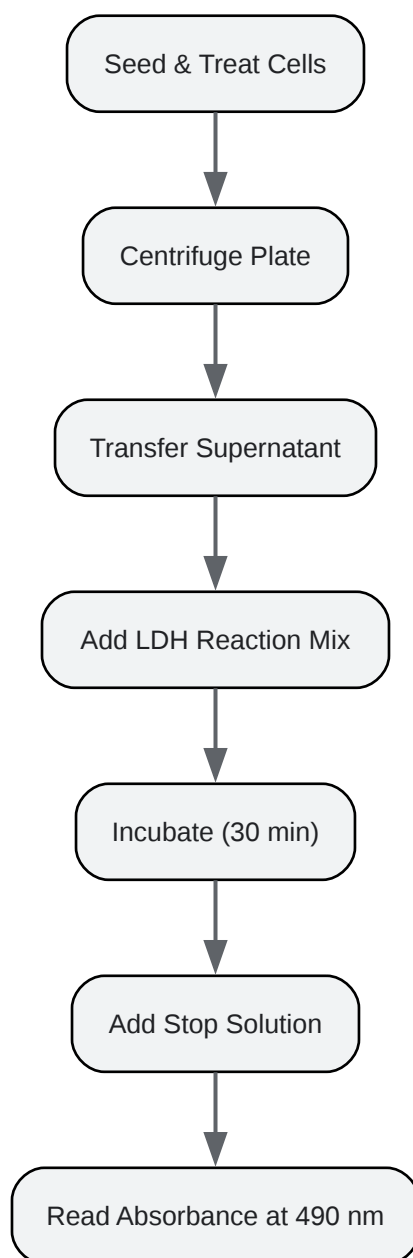 Seed & Treat Cells
Centrifuge Plate
Transfer Supernatant
Add LDH Reaction Mix
Incubate (30 min)
Add Stop Solution
Read Absorbance at 490 nm